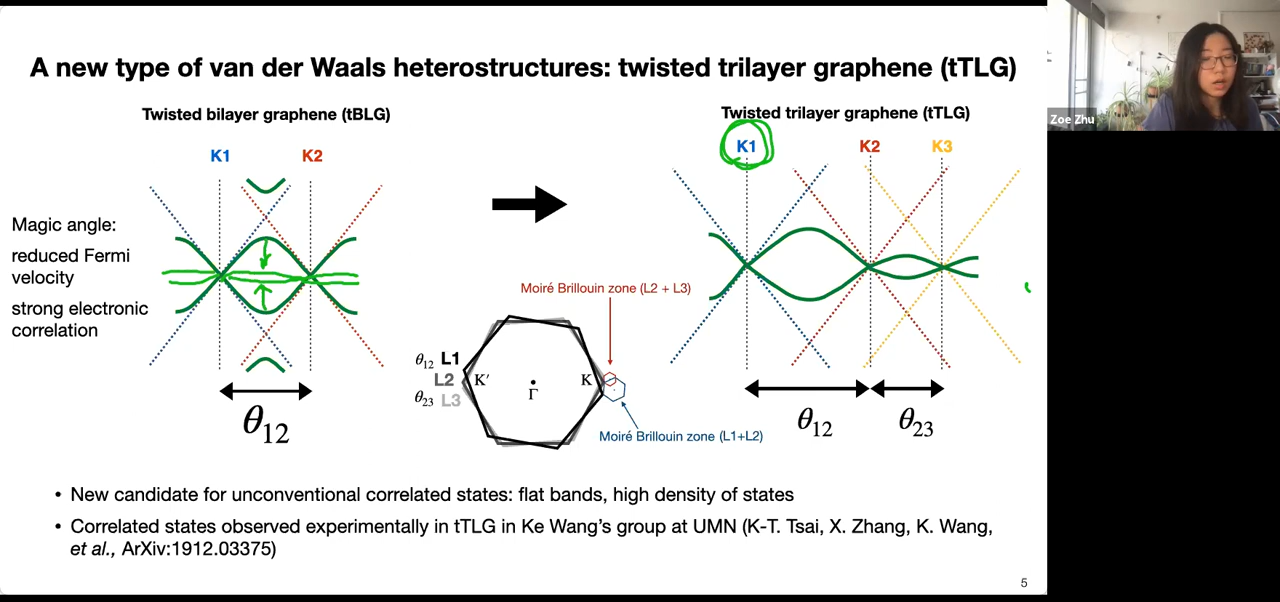 A new type of van der Waals heterostructures: twisted trilayer graphene (tTLG)
Twisted bilayer graphene (tBLG)
K1
K2
Magic angle:
reduced Fermi
velocity
strong electronic
correlation
θ12
Twisted trilayer graphene (tTLG)
K1
K2
K3
θ12
θ23
Moiré Brillouin zone (L2 + L3)
θ12 L1
L2
θ23 L3
K′
Γ
K
Moiré Brillouin zone (L1+L2)
• New candidate for unconventional correlated states: flat bands, high density of states
• Correlated states observed experimentally in tTLG in Ke Wang’s group at UMN (K-T. Tsai, X. Zhang, K. Wang,
et al., ArXiv:1912.03375)
5
Zoe Zhu